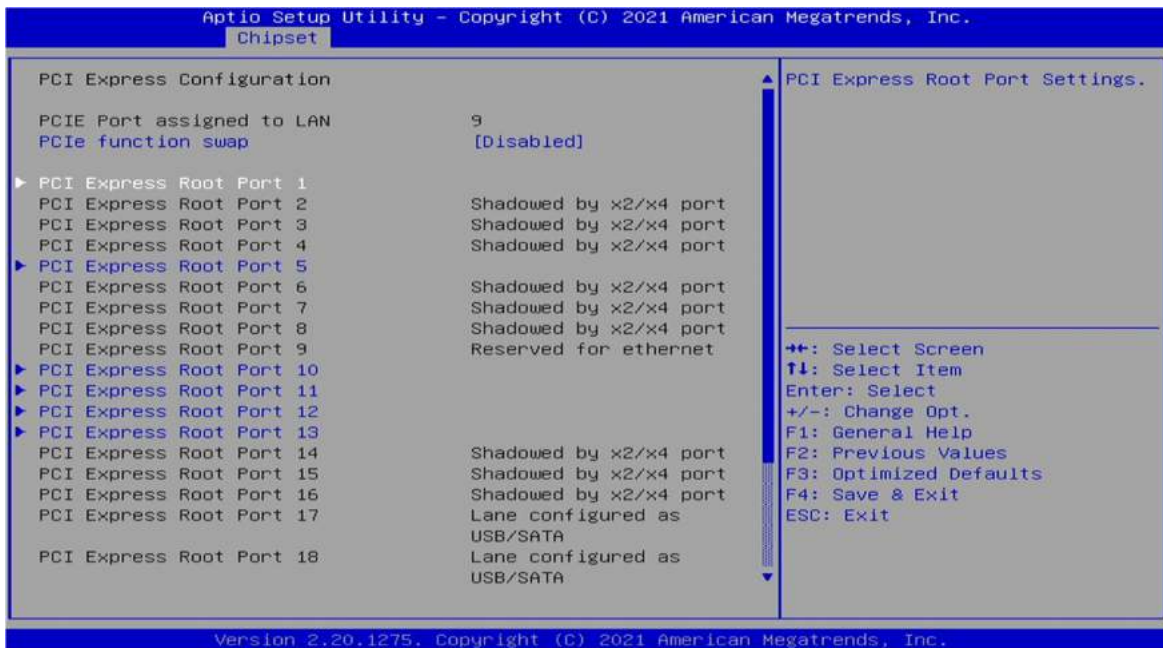 Aptio Setup Utility – Copyright (C) 2021 American Megatrends, Inc.
Chipset
PCI Express Configuration
PCIE Port assigned to LAN 9
PCIe function swap [Disabled]
PCI Express Root Port 1
PCI Express Root Port 2 Shadowed by x2/x4 port
PCI Express Root Port 3 Shadowed by x2/x4 port
PCI Express Root Port 4 Shadowed by x2/x4 port
PCI Express Root Port 5
PCI Express Root Port 6 Shadowed by x2/x4 port
PCI Express Root Port 7 Shadowed by x2/x4 port
PCI Express Root Port 8 Shadowed by x2/x4 port
PCI Express Root Port 9 Reserved for ethernet
PCI Express Root Port 10
PCI Express Root Port 11
PCI Express Root Port 12
PCI Express Root Port 13
PCI Express Root Port 14 Shadowed by x2/x4 port
PCI Express Root Port 15 Shadowed by x2/x4 port
PCI Express Root Port 16 Shadowed by x2/x4 port
PCI Express Root Port 17 Lane configured as
USB/SATA
PCI Express Root Port 18 Lane configured as
USB/SATA
PCI Express Root Port Settings.
→←: Select Screen
↑↓: Select Item
Enter: Select
+/-: Change Opt.
F1: General Help
F2: Previous Values
F3: Optimized Defaults
F4: Save & Exit
ESC: Exit
Version 2.20.1275. Copyright (C) 2021 American Megatrends, Inc.